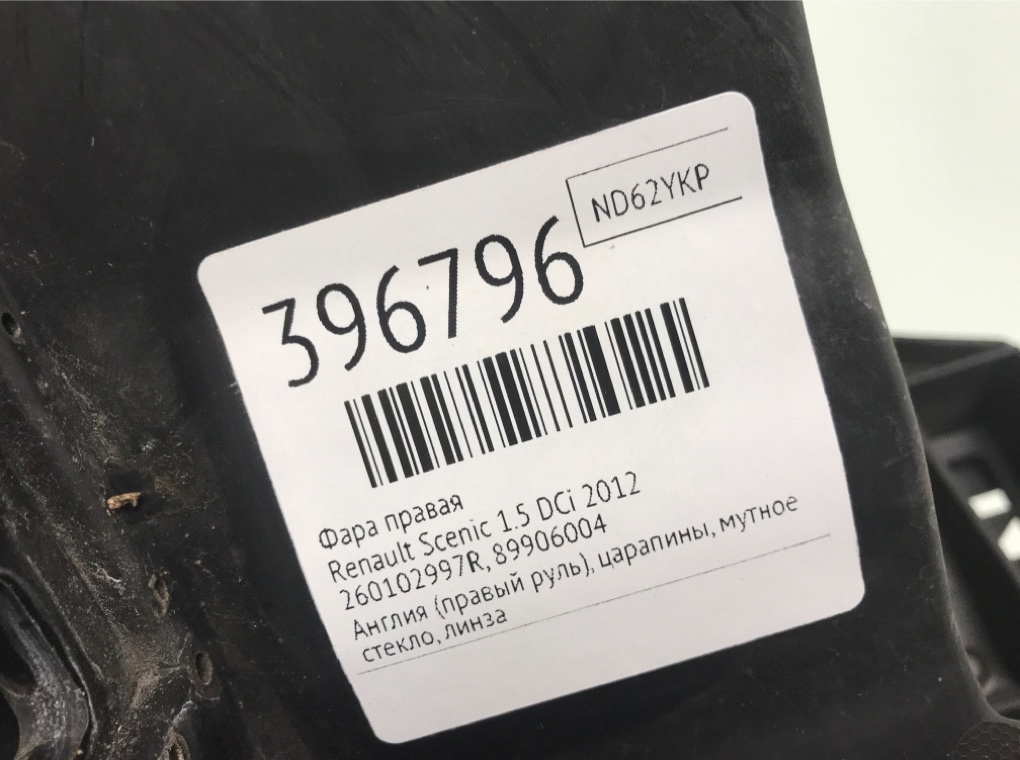 ND62YKP
396796
Фара правая
Renault Scenic 1.5 DCi 2012
260102997R, 89906004
Англия (правый руль), царапины, мутное
стекло, линза